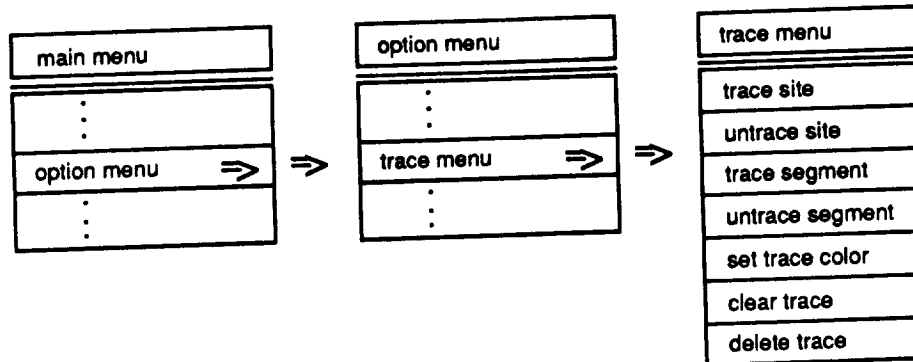 main menu
option menu
option menu
trace menu
trace menu
trace site
untrace site
trace segment
untrace segment
set trace color
clear trace
delete trace